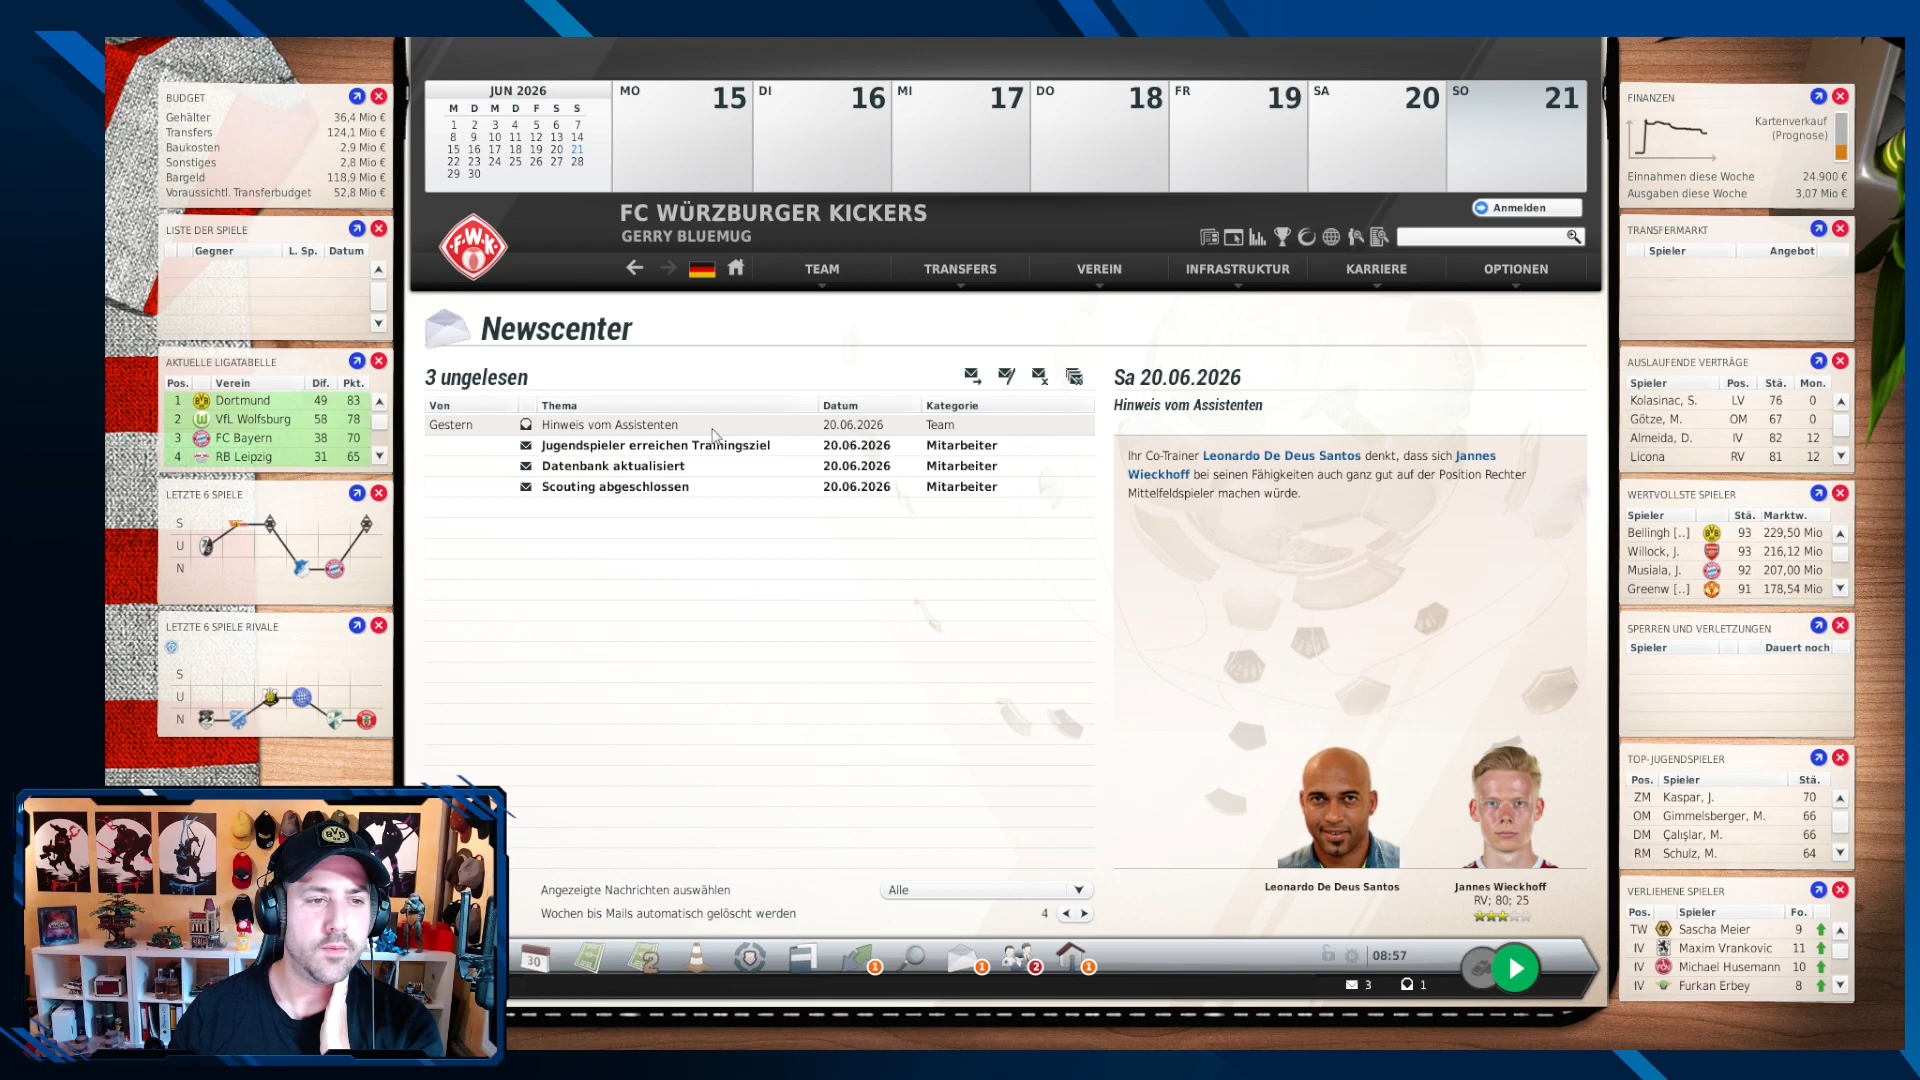 BUDGET
Gehälter 36,4 Mio €
Transfers 124,1 Mio €
Baukosten 2,9 Mio €
Sonstiges 2,8 Mio €
Bargeld 118,9 Mio €
Voraussichtl. Transferbudget 52,8 Mio €
LISTE DER SPIELE
Gegner L. Sp. Datum
AKTUELLE LIGATABELLE
Pos. Verein Dif. Pkt.
1 Dortmund 49 83
2 VfL Wolfsburg 58 78
3 FC Bayern 38 70
4 RB Leipzig 31 65
LETZTE 6 SPIELE
S
U
N
LETZTE 6 SPIELE RIVALE
S
U
N
JUN 2026
M D M D F S S
1 2 3 4 5 6 7
8 9 10 11 12 13 14
15 16 17 18 19 20 21
22 23 24 25 26 27 28
29 30
MO 15
DI 16
MI 17
DO 18
FR 19
SA 20
SO 21
FWK
FC WÜRZBURGER KICKERS
GERRY BLUEMUG
Anmelden
TEAM TRANSFERS VEREIN INFRASTRUKTUR KARRIERE OPTIONEN
Newscenter
3 ungelesen
Von Thema Datum Kategorie
Gestern Hinweis vom Assistenten 20.06.2026 Team
Jugendspieler erreichen Trainingsziel 20.06.2026 Mitarbeiter
Datenbank aktualisiert 20.06.2026 Mitarbeiter
Scouting abgeschlossen 20.06.2026 Mitarbeiter
Angezeigte Nachrichten auswählen Alle
Wochen bis Mails automatisch gelöscht werden 4
Sa 20.06.2026
Hinweis vom Assistenten
Ihr Co-Trainer Leonardo De Deus Santos denkt, dass sich Jannes
Wieckhoff bei seinen Fähigkeiten auch ganz gut auf der Position Rechter
Mittelfeldspieler machen würde.
Leonardo De Deus Santos
Jannes Wieckhoff
RV; 80; 25
30 2 1 1 2 1
08:57
3 1
FINANZEN
Kartenverkauf
(Prognose)
Einnahmen diese Woche 24.900 €
Ausgaben diese Woche 3,07 Mio €
TRANSFERMARKT
Spieler Angebot
AUSLAUFENDE VERTRÄGE
Spieler Pos. Stä. Mon.
Kolasinac, S. LV 76 0
Götze, M. OM 67 0
Almeida, D. IV 82 12
Licona RV 81 12
WERTVOLLSTE SPIELER
Spieler Stä. Marktw.
Bellingh [..] 93 229,50 Mio
Willock, J. 93 216,12 Mio
Musiala, J. 92 207,00 Mio
Greenw [..] 91 178,54 Mio
SPERREN UND VERLETZUNGEN
Spieler Dauert noch
TOP-JUGENDSPIELER
Pos. Spieler Stä.
ZM Kaspar, J. 70
OM Gimmelsberger, M. 66
DM Çalışlar, M. 66
RM Schulz, M. 64
VERLIEHENE SPIELER
Pos. Spieler Fo.
TW Sascha Meier 9
IV Maxim Vrankovic 11
IV Michael Husemann 10
IV Furkan Erbey 8
BVB